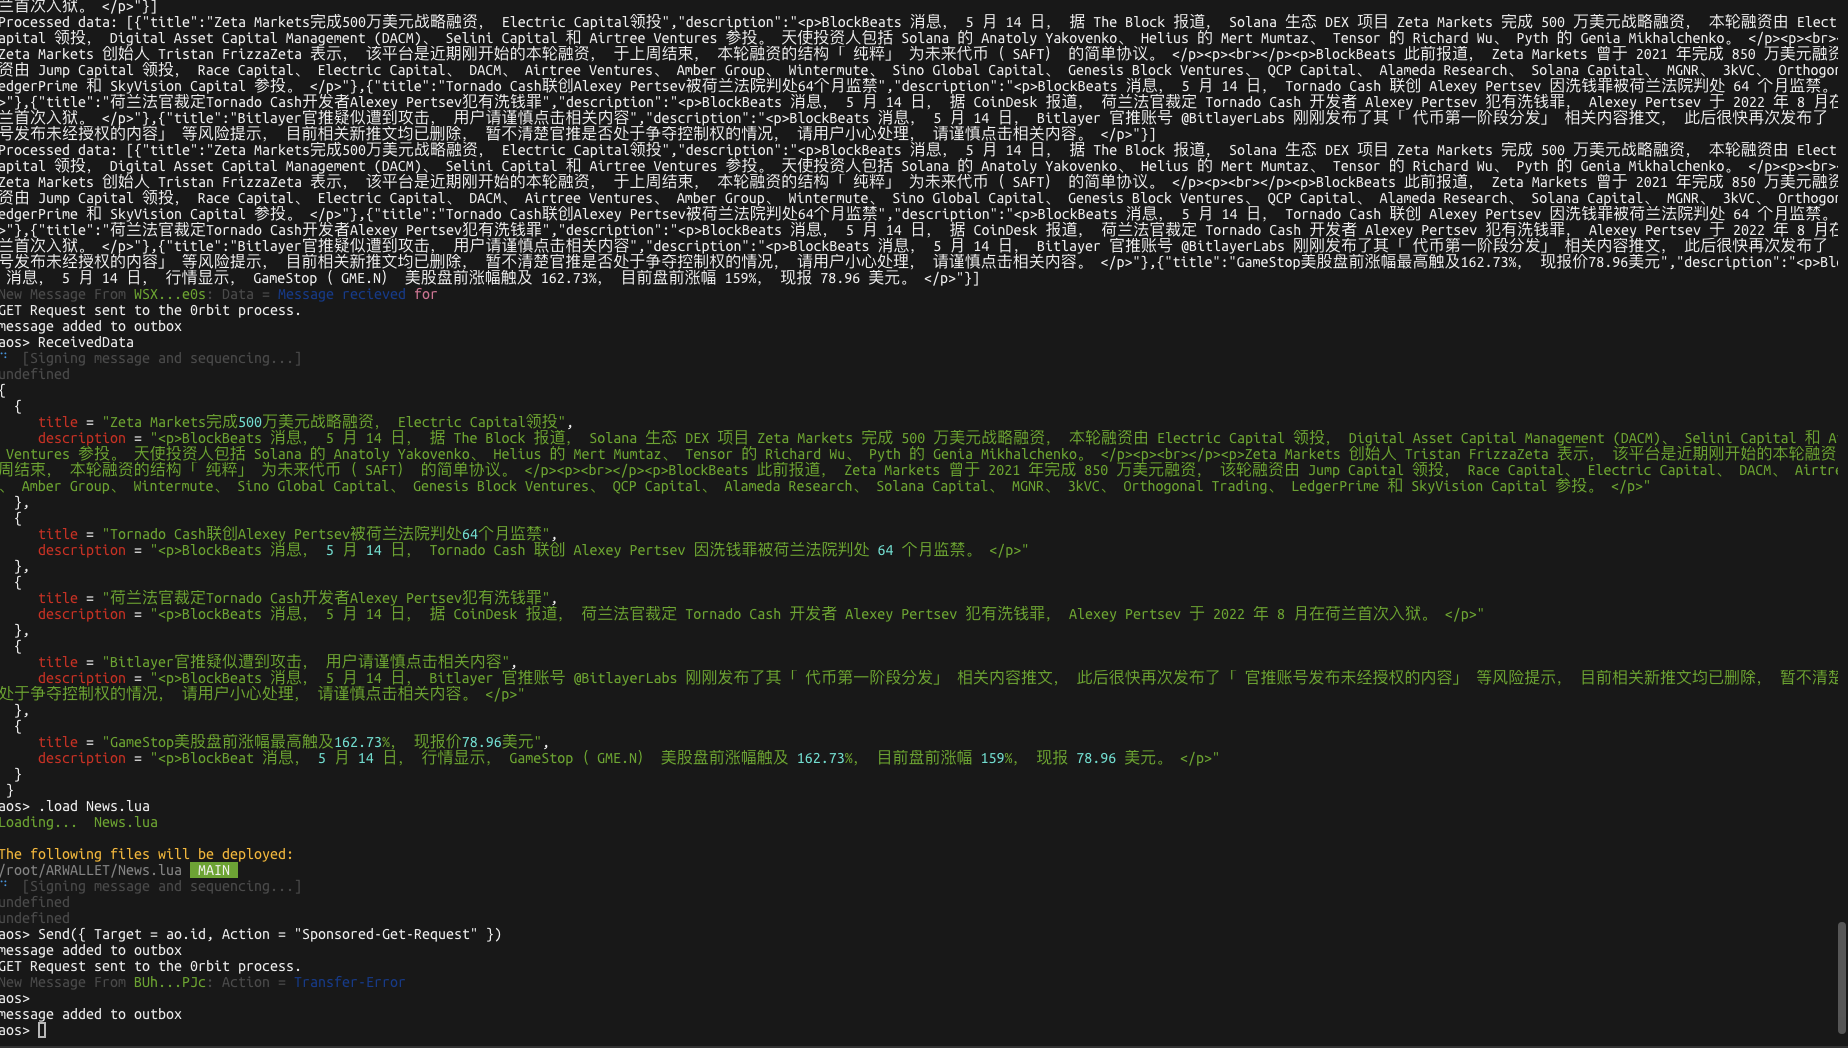 兰首次入狱。 </p>"}]
Processed data: [{"title":"Zeta Markets完成500万美元战略融资， Electric Capital领投","description":"<p>BlockBeats 消息， 5 月 14 日， 据 The Block 报道， Solana 生态 DEX 项目 Zeta Markets 完成 500 万美元战略融资， 本轮融资由 Elect
apital 领投， Digital Asset Capital Management (DACM)、 Selini Capital 和 Airtree Ventures 参投。 天使投资人包括 Solana 的 Anatoly Yakovenko、 Helius 的 Mert Mumtaz、 Tensor 的 Richard Wu、 Pyth 的 Genia Mikhalchenko。 </p><p><br><
Zeta Markets 创始人 Tristan FrizzaZeta 表示， 该平台是近期刚开始的本轮融资， 于上周结束， 本轮融资的结构「 纯粹」 为未来代币 ( SAFT)  的简单协议。 </p><p><br></p><p>BlockBeats 此前报道， Zeta Markets 曾于 2021 年完成 850 万美元融资
资由 Jump Capital 领投， Race Capital、 Electric Capital、 DACM、 Airtree Ventures、 Amber Group、 Wintermute、 Sino Global Capital、 Genesis Block Ventures、 QCP Capital、 Alameda Research、 Solana Capital、 MGNR、 3kVC、 Orthogon
edgerPrime 和 SkyVision Capital 参投。 </p>"},{"title":"Tornado Cash联创Alexey Pertsev被荷兰法院判处64个月监禁","description":"<p>BlockBeats 消息， 5 月 14 日， Tornado Cash 联创 Alexey Pertsev 因洗钱罪被荷兰法院判处 64 个月监禁。
>"},{"title":"荷兰法官裁定Tornado Cash开发者Alexey Pertsev犯有洗钱罪","description":"<p>BlockBeats 消息， 5 月 14 日， 据 CoinDesk 报道， 荷兰法官裁定 Tornado Cash 开发者 Alexey Pertsev 犯有洗钱罪， Alexey Pertsev 于 2022 年 8 月在
兰首次入狱。 </p>"},{"title":"Bitlayer官推疑似遭到攻击， 用户请谨慎点击相关内容","description":"<p>BlockBeats 消息， 5 月 14 日， Bitlayer 官推账号 @BitlayerLabs 刚刚发布了其「 代币第一阶段分发」 相关内容推文， 此后很快再次发布了「
号发布未经授权的内容」 等风险提示， 目前相关新推文均已删除， 暂不清楚官推是否处于争夺控制权的情况， 请用户小心处理， 请谨慎点击相关内容。 </p>"}]
Processed data: [{"title":"Zeta Markets完成500万美元战略融资， Electric Capital领投","description":"<p>BlockBeats 消息， 5 月 14 日， 据 The Block 报道， Solana 生态 DEX 项目 Zeta Markets 完成 500 万美元战略融资， 本轮融资由 Elect
apital 领投， Digital Asset Capital Management (DACM)、 Selini Capital 和 Airtree Ventures 参投。 天使投资人包括 Solana 的 Anatoly Yakovenko、 Helius 的 Mert Mumtaz、 Tensor 的 Richard Wu、 Pyth 的 Genia Mikhalchenko。 </p><p><br><
Zeta Markets 创始人 Tristan FrizzaZeta 表示， 该平台是近期刚开始的本轮融资， 于上周结束， 本轮融资的结构「 纯粹」 为未来代币 ( SAFT)  的简单协议。 </p><p><br></p><p>BlockBeats 此前报道， Zeta Markets 曾于 2021 年完成 850 万美元融资
资由 Jump Capital 领投， Race Capital、 Electric Capital、 DACM、 Airtree Ventures、 Amber Group、 Wintermute、 Sino Global Capital、 Genesis Block Ventures、 QCP Capital、 Alameda Research、 Solana Capital、 MGNR、 3kVC、 Orthogon
edgerPrime 和 SkyVision Capital 参投。 </p>"},{"title":"Tornado Cash联创Alexey Pertsev被荷兰法院判处64个月监禁","description":"<p>BlockBeats 消息， 5 月 14 日， Tornado Cash 联创 Alexey Pertsev 因洗钱罪被荷兰法院判处 64 个月监禁。
>"},{"title":"荷兰法官裁定Tornado Cash开发者Alexey Pertsev犯有洗钱罪","description":"<p>BlockBeats 消息， 5 月 14 日， 据 CoinDesk 报道， 荷兰法官裁定 Tornado Cash 开发者 Alexey Pertsev 犯有洗钱罪， Alexey Pertsev 于 2022 年 8 月在
兰首次入狱。 </p>"},{"title":"Bitlayer官推疑似遭到攻击， 用户请谨慎点击相关内容","description":"<p>BlockBeats 消息， 5 月 14 日， Bitlayer 官推账号 @BitlayerLabs 刚刚发布了其「 代币第一阶段分发」 相关内容推文， 此后很快再次发布了「
号发布未经授权的内容」 等风险提示， 目前相关新推文均已删除， 暂不清楚官推是否处于争夺控制权的情况， 请用户小心处理， 请谨慎点击相关内容。 </p>"},{"title":"GameStop美股盘前涨幅最高触及162.73%， 现报价78.96美元","description":"<p>Blo
消息， 5 月 14 日， 行情显示， GameStop ( GME.N)  美股盘前涨幅触及 162.73%， 目前盘前涨幅 159%， 现报 78.96 美元。 </p>"}]
New Message From WSX...e0s: Data = Message recieved for
GET Request sent to the 0rbit process.
message added to outbox
aos> ReceivedData
[Signing message and sequencing...]
undefined
{
{
title = "Zeta Markets完成500万美元战略融资， Electric Capital领投",
description = "<p>BlockBeats 消息， 5 月 14 日， 据 The Block 报道， Solana 生态 DEX 项目 Zeta Markets 完成 500 万美元战略融资， 本轮融资由 Electric Capital 领投， Digital Asset Capital Management (DACM)、 Selini Capital 和 A
Ventures 参投。 天使投资人包括 Solana 的 Anatoly Yakovenko、 Helius 的 Mert Mumtaz、 Tensor 的 Richard Wu、 Pyth 的 Genia Mikhalchenko。 </p><p><br></p><p>Zeta Markets 创始人 Tristan FrizzaZeta 表示， 该平台是近期刚开始的本轮融资
周结束， 本轮融资的结构「 纯粹」 为未来代币 ( SAFT)  的简单协议。 </p><p><br></p><p>BlockBeats 此前报道， Zeta Markets 曾于 2021 年完成 850 万美元融资， 该轮融资由 Jump Capital 领投， Race Capital、 Electric Capital、 DACM、 Airtre
、 Amber Group、 Wintermute、 Sino Global Capital、 Genesis Block Ventures、 QCP Capital、 Alameda Research、 Solana Capital、 MGNR、 3kVC、 Orthogonal Trading、 LedgerPrime 和 SkyVision Capital 参投。 </p>"
},
{
title = "Tornado Cash联创Alexey Pertsev被荷兰法院判处64个月监禁",
description = "<p>BlockBeats 消息， 5 月 14 日， Tornado Cash 联创 Alexey Pertsev 因洗钱罪被荷兰法院判处 64 个月监禁。 </p>"
},
{
title = "荷兰法官裁定Tornado Cash开发者Alexey Pertsev犯有洗钱罪",
description = "<p>BlockBeats 消息， 5 月 14 日， 据 CoinDesk 报道， 荷兰法官裁定 Tornado Cash 开发者 Alexey Pertsev 犯有洗钱罪， Alexey Pertsev 于 2022 年 8 月在荷兰首次入狱。 </p>"
},
{
title = "Bitlayer官推疑似遭到攻击， 用户请谨慎点击相关内容",
description = "<p>BlockBeats 消息， 5 月 14 日， Bitlayer 官推账号 @BitlayerLabs 刚刚发布了其「 代币第一阶段分发」 相关内容推文， 此后很快再次发布了「 官推账号发布未经授权的内容」 等风险提示， 目前相关新推文均已删除， 暂不清楚
处于争夺控制权的情况， 请用户小心处理， 请谨慎点击相关内容。 </p>"
},
{
title = "GameStop美股盘前涨幅最高触及162.73%， 现报价78.96美元",
description = "<p>BlockBeat 消息， 5 月 14 日， 行情显示， GameStop ( GME.N)  美股盘前涨幅触及 162.73%， 目前盘前涨幅 159%， 现报 78.96 美元。 </p>"
}
}
aos> .load News.lua
Loading...  News.lua
The following files will be deployed:
/root/ARWALLET/News.lua  MAIN
[Signing message and sequencing...]
undefined
undefined
aos> Send({ Target = ao.id, Action = "Sponsored-Get-Request" })
message added to outbox
GET Request sent to the 0rbit process.
New Message From BUh...PJc: Action = Transfer-Error
aos>
message added to outbox
aos>